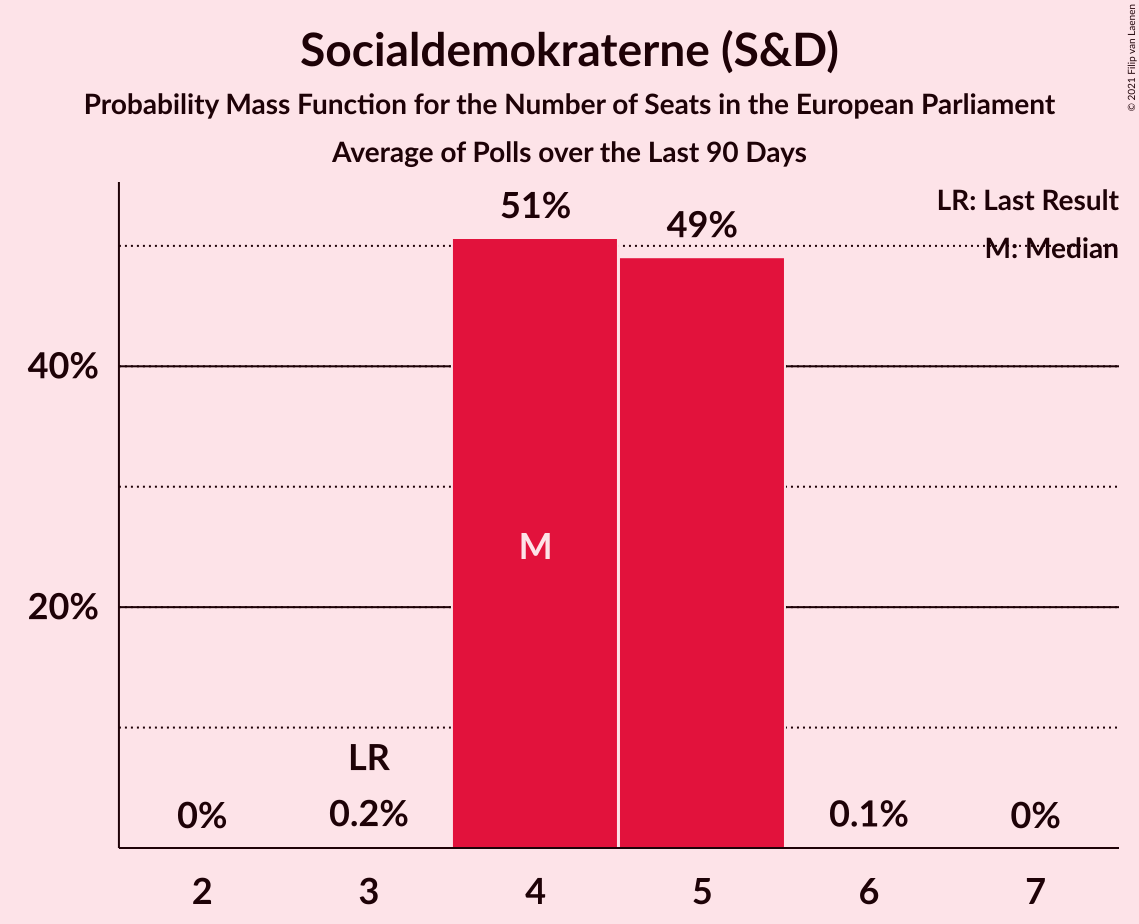 Socialdemokraterne (S&D)
Probability Mass Function for the Number of Seats in the European Parliament
Average of Polls over the Last 90 Days
© 2021 Filip van Laenen
LR: Last Result
M: Median
51%
49%
40%
M
20%
LR
0%
0.2%
0.1%
0%
2
3
4
5
6
7